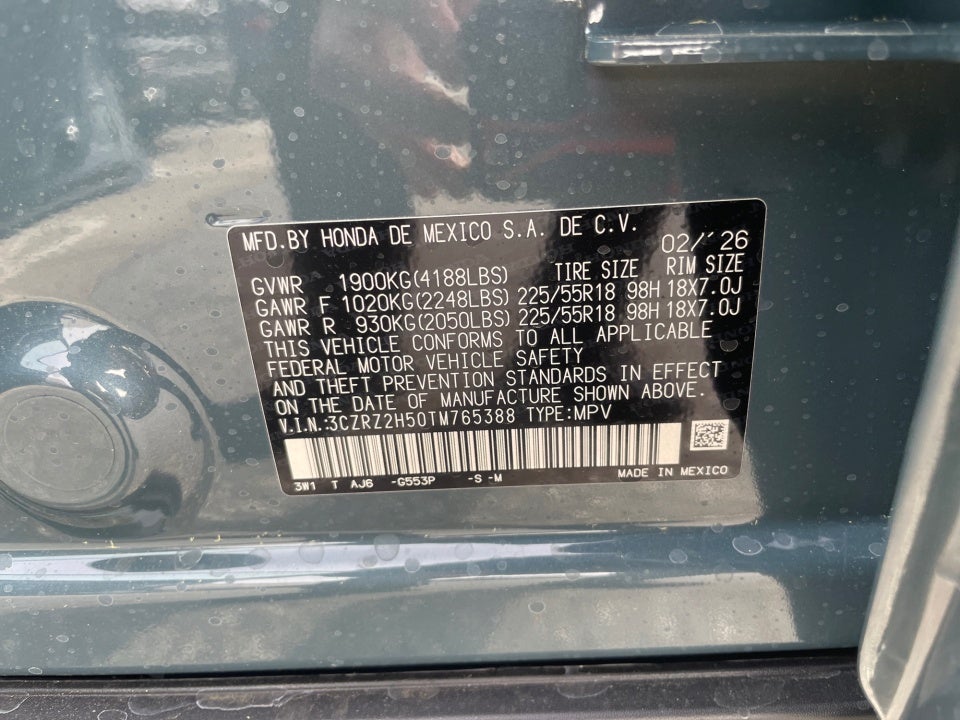 MFD.BY HONDA DE MEXICO S.A. DE C.V. 02/'26
GVWR 1900KG(4188LBS) TIRE SIZE RIM SIZE
GAWR F 1020KG(2248LBS) 225/55R18 98H 18X7.0J
GAWR R 930KG(2050LBS) 225/55R18 98H 18X7.0J
THIS VEHICLE CONFORMS TO ALL APPLICABLE
FEDERAL MOTOR VEHICLE SAFETY
AND THEFT PREVENTION STANDARDS IN EFFECT
ON THE DATE OF MANUFACTURE SHOWN ABOVE.
V.I.N.:3CZRZ2H50TM765388 TYPE:MPV
3W1 T AJ6 -G553P -S -M MADE IN MEXICO